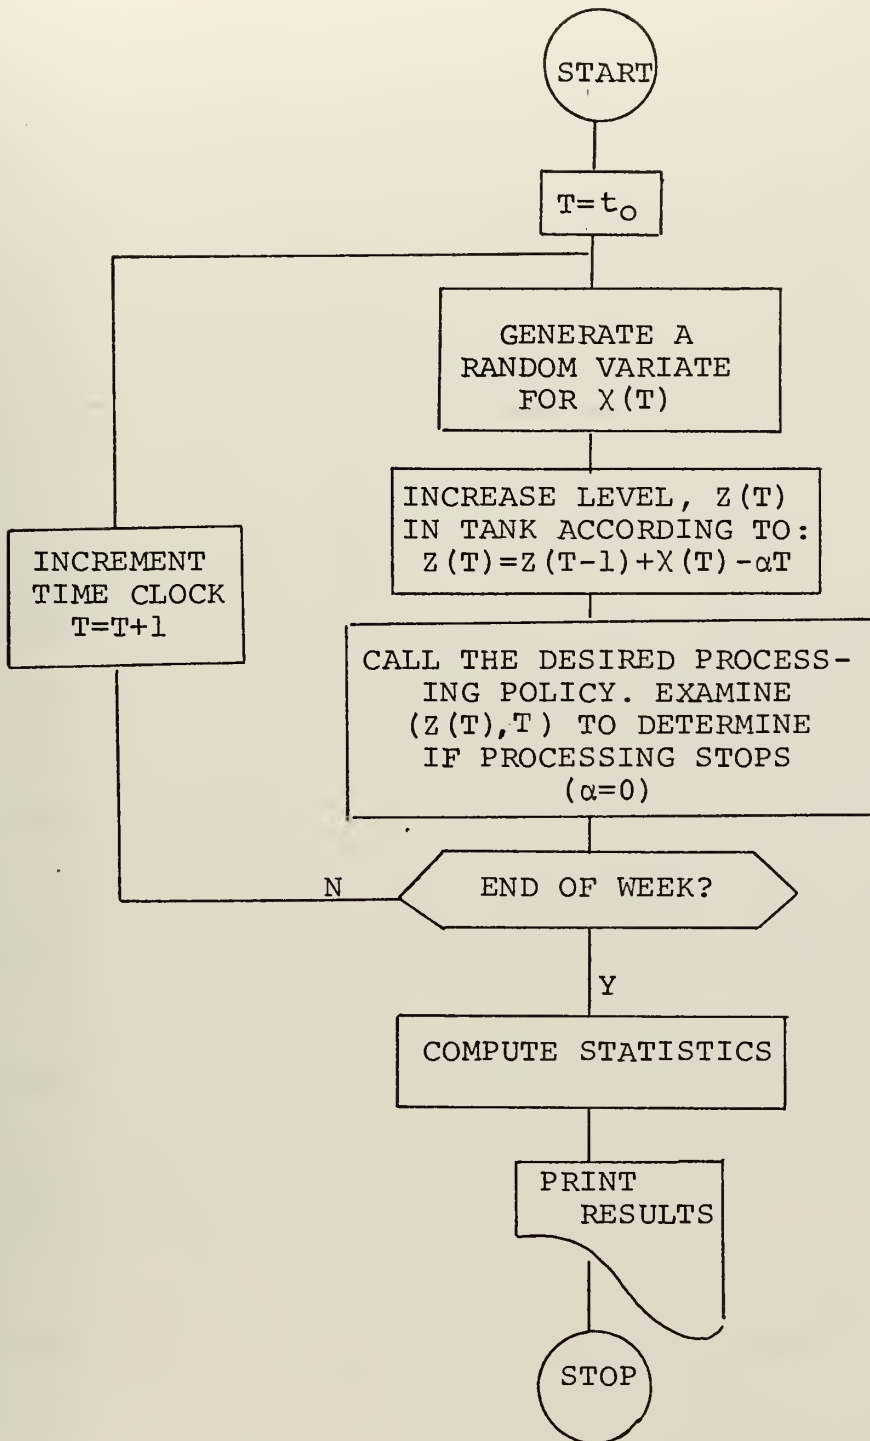 START
T=t₀
GENERATE A
RANDOM VARIATE
FOR X(T)
INCREASE LEVEL, Z(T)
IN TANK ACCORDING TO:
Z(T)=Z(T-1)+X(T)-αT
INCREMENT
TIME CLOCK
T=T+1
CALL THE DESIRED PROCESS-
ING POLICY. EXAMINE
(Z(T),T) TO DETERMINE
IF PROCESSING STOPS
(α=0)
N
END OF WEEK?
Y
COMPUTE STATISTICS
PRINT
RESULTS
STOP